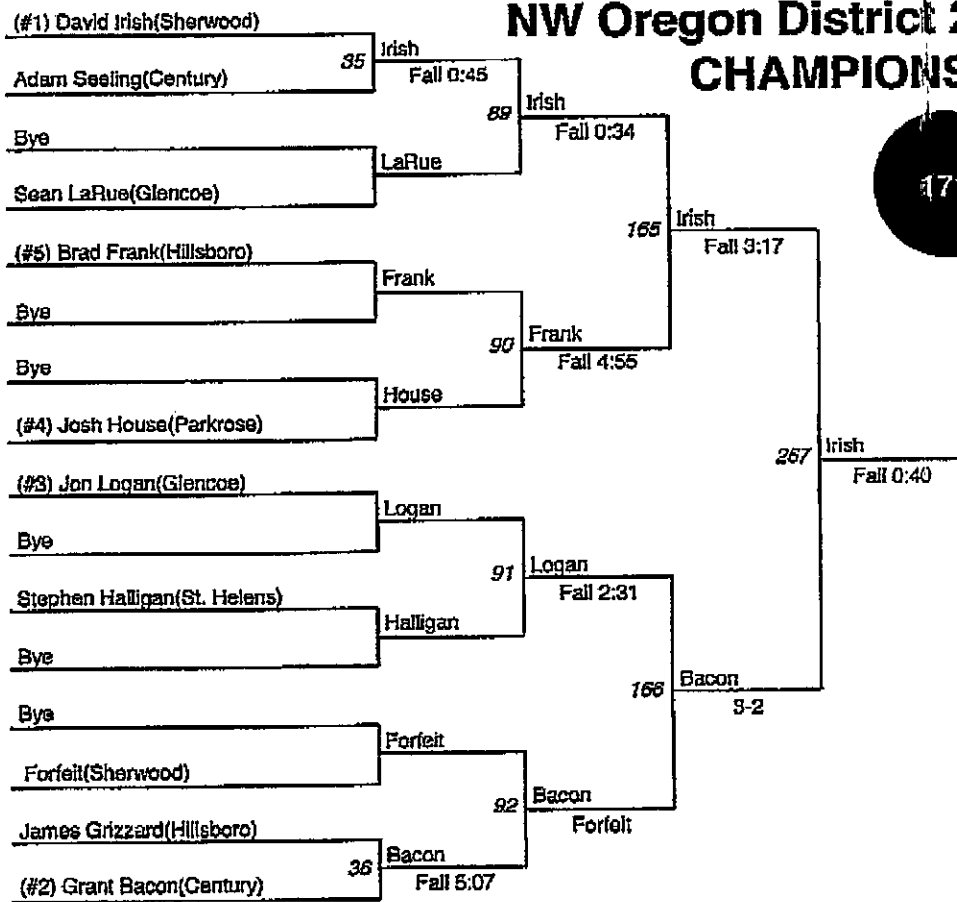 NW Oregon District 2
CHAMPIONS
17
(#1) David Irish(Sherwood)
35
Irish
Fall 0:45
Adam Seeling(Century)
89
Irish
Fall 0:34
Bye
LaRue
Sean LaRue(Glencoe)
165
Irish
Fall 3:17
(#5) Brad Frank(Hillsboro)
Frank
Bye
90
Frank
Fall 4:55
Bye
House
(#4) Josh House(Parkrose)
267
Irish
Fall 0:40
(#3) Jon Logan(Glencoe)
Logan
Bye
91
Logan
Fall 2:31
Stephen Halligan(St. Helens)
Halligan
Bye
166
Bacon
3-2
Bye
Forfeit
Forfeit(Sherwood)
92
Bacon
Forfeit
James Grizzard(Hillsboro)
36
Bacon
Fall 5:07
(#2) Grant Bacon(Century)